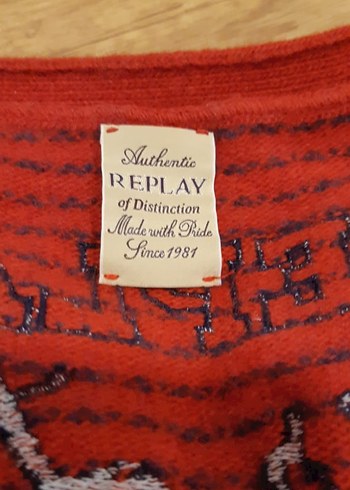 Authentic
REPLAY
of Distinction
Made with Pride
Since 1981